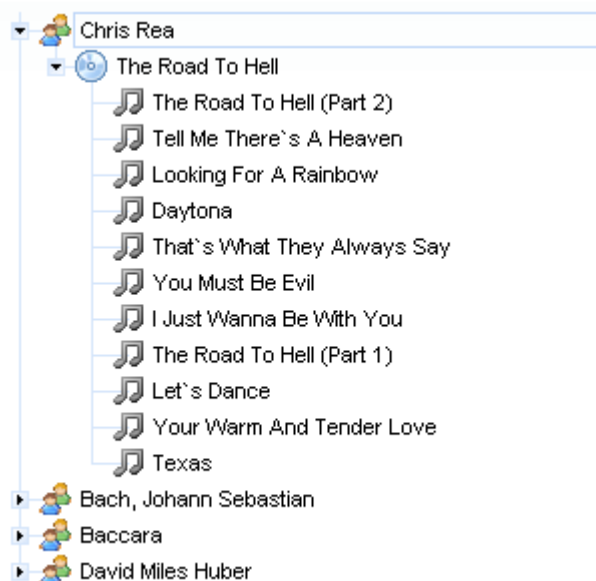 Chris Rea
The Road To Hell
The Road To Hell (Part 2)
Tell Me There`s A Heaven
Looking For A Rainbow
Daytona
That`s What They Always Say
You Must Be Evil
I Just Wanna Be With You
The Road To Hell (Part 1)
Let`s Dance
Your Warm And Tender Love
Texas
Bach, Johann Sebastian
Baccara
David Miles Huber